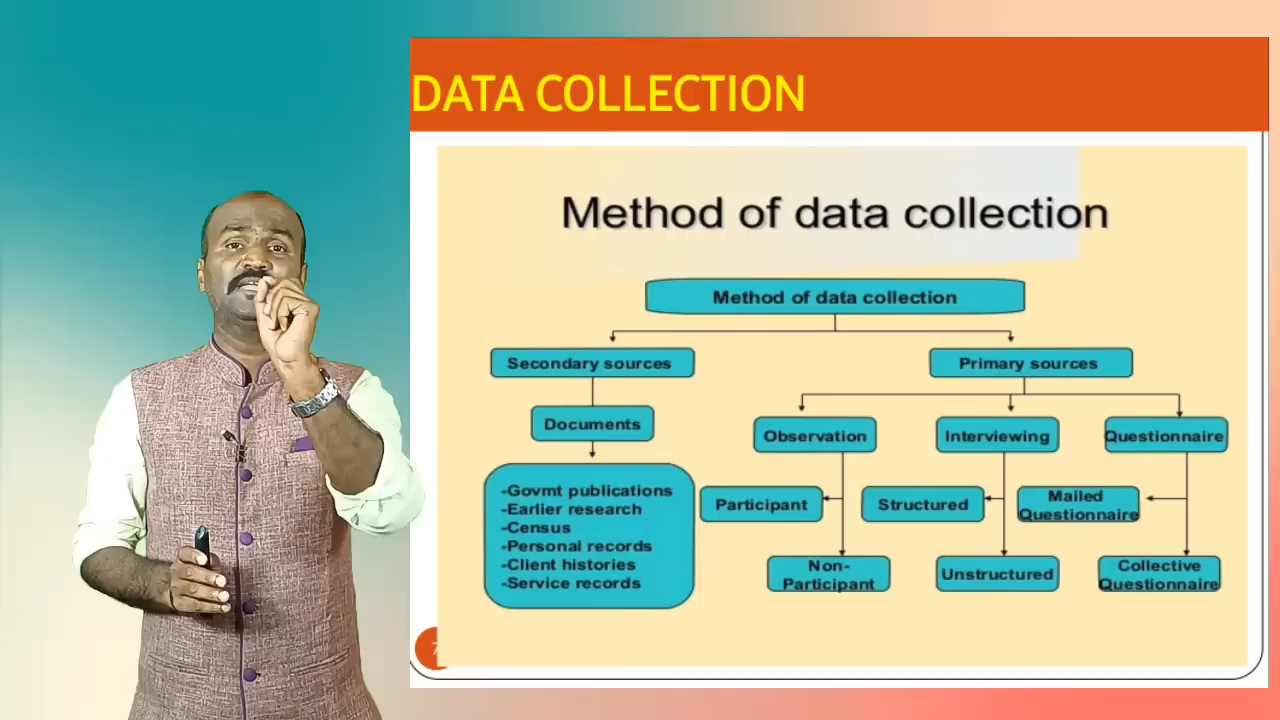 DATA COLLECTION
Method of data collection
Method of data collection
Secondary sources
Primary sources
Documents
Observation
Interviewing
Questionnaire
-Govmt publications
-Earlier research
-Census
-Personal records
-Client histories
-Service records
Participant
Structured
Mailed
Questionnaire
Non-
Participant
Unstructured
Collective
Questionnaire